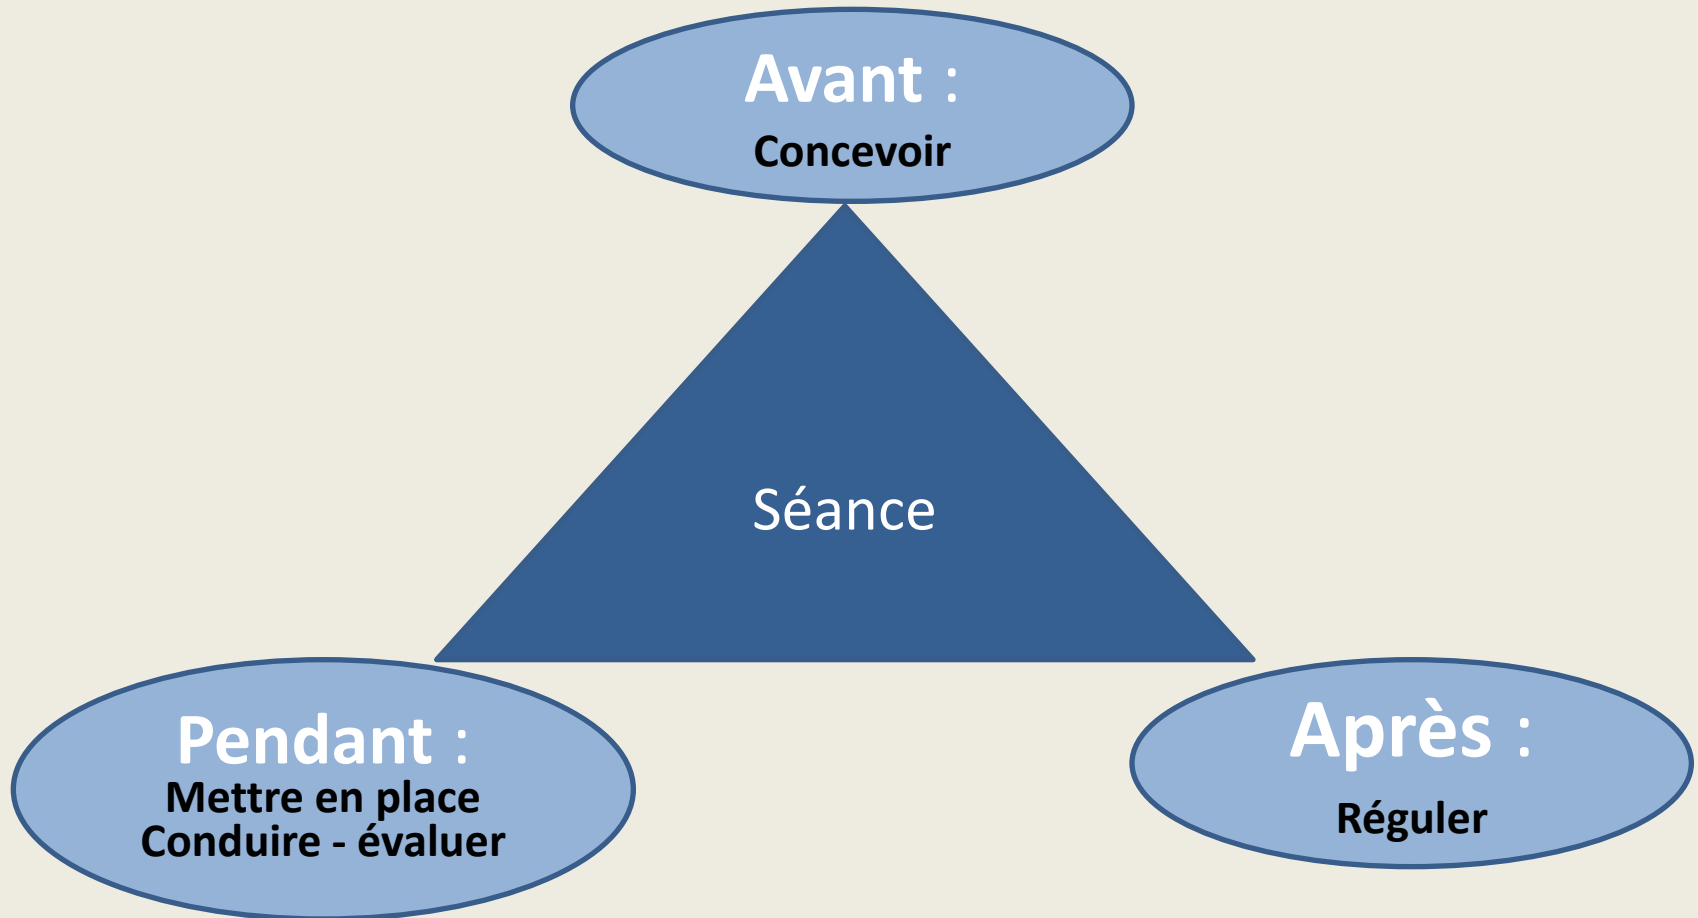 Avant :
Concevoir
Séance
Pendant :
Mettre en place
Conduire - évaluer
Après :
Réguler